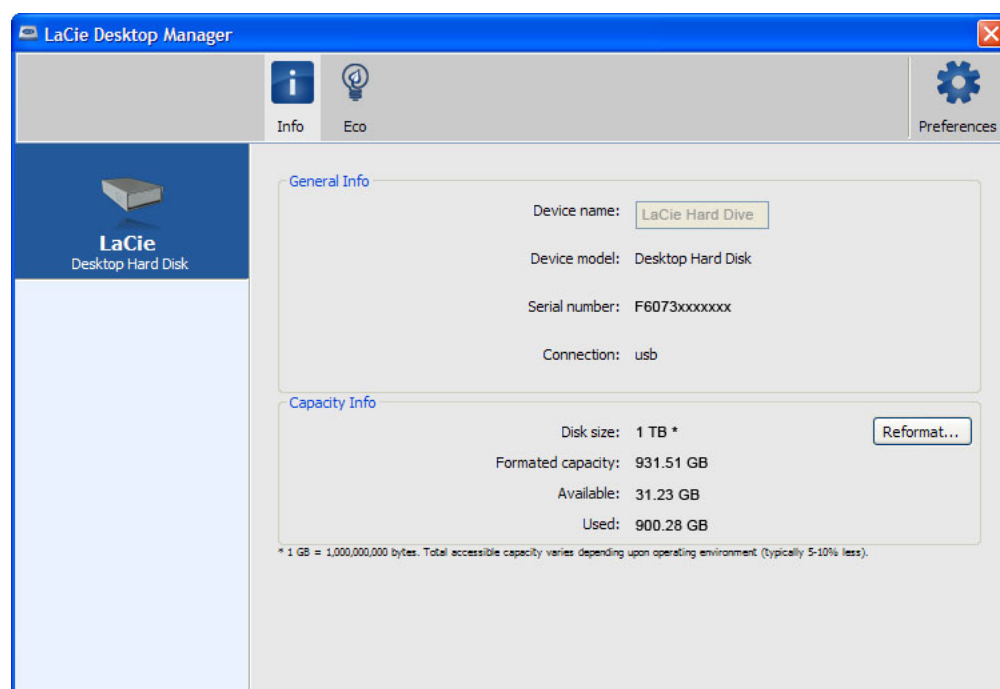 LaCie Desktop Manager
Info
Eco
Preferences
LaCie
Desktop Hard Disk
General Info
Device name: LaCie Hard Dive
Device model: Desktop Hard Disk
Serial number: F6073xxxxxxx
Connection: usb
Capacity Info
Disk size: 1 TB *
Reformat...
Formated capacity: 931.51 GB
Available: 31.23 GB
Used: 900.28 GB
* 1 GB = 1,000,000,000 bytes. Total accessible capacity varies depending upon operating environment (typically 5-10% less).